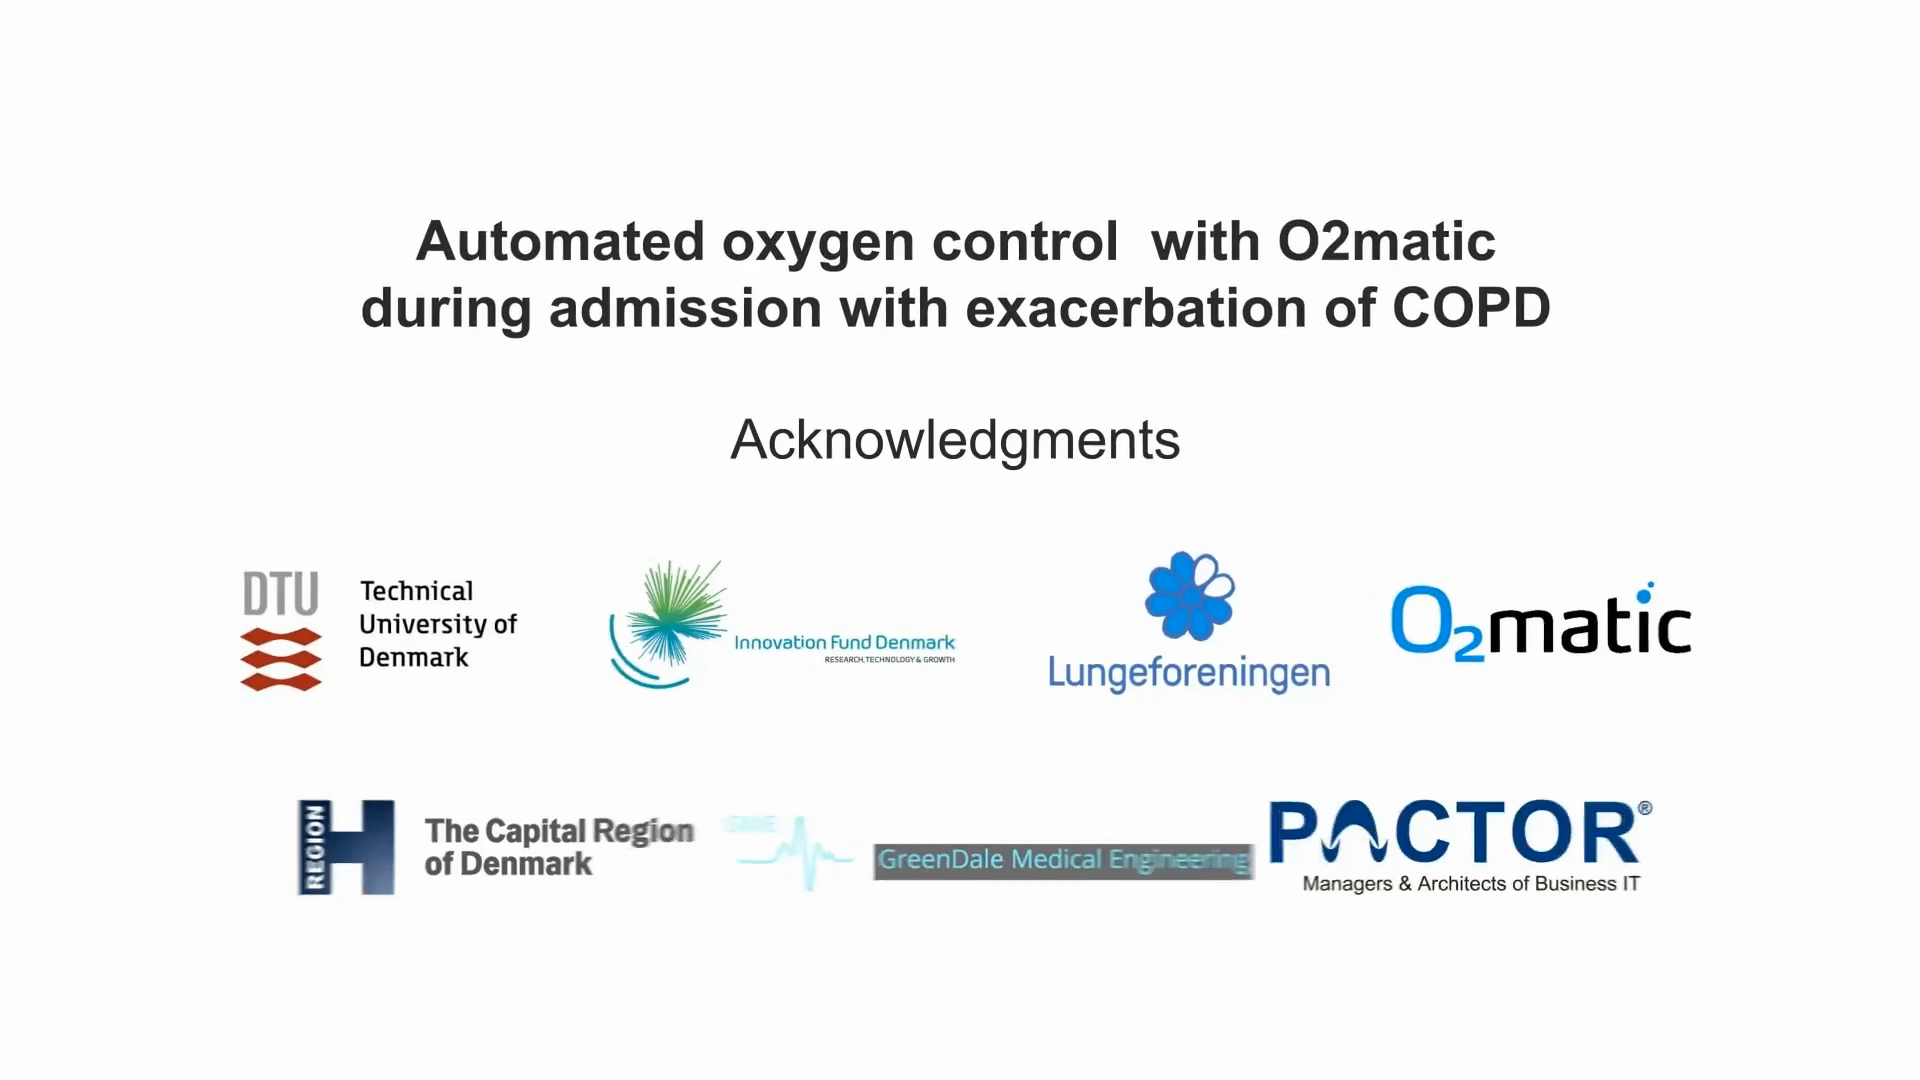 Automated oxygen control  with O2matic
during admission with exacerbation of COPD
Acknowledgments
DTU
Technical
University of
Denmark
Innovation Fund Denmark
RESEARCH, TECHNOLOGY & GROWTH
Lungeforeningen
O2matic
REGION H
The Capital Region
of Denmark
GreenDale Medical Engineering
PACTOR®
Managers & Architects of Business IT